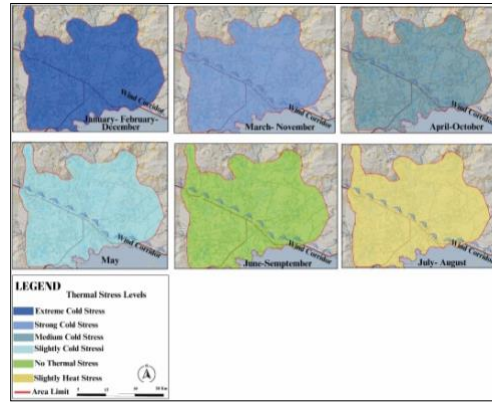 Wind Corridor
January- February-
December
Wind Corridor
March- November
Wind Corridor
April-October
Wind Corridor
May
Wind Corridor
June-Semptember
Wind Corridor
July- August
LEGEND
Thermal Stress Levels
Extreme Cold Stress
Strong Cold Stress
Medium Cold Stress
Slightly Cold Stressi
No Thermal Stress
Slightly Heat Stress
Area Limit